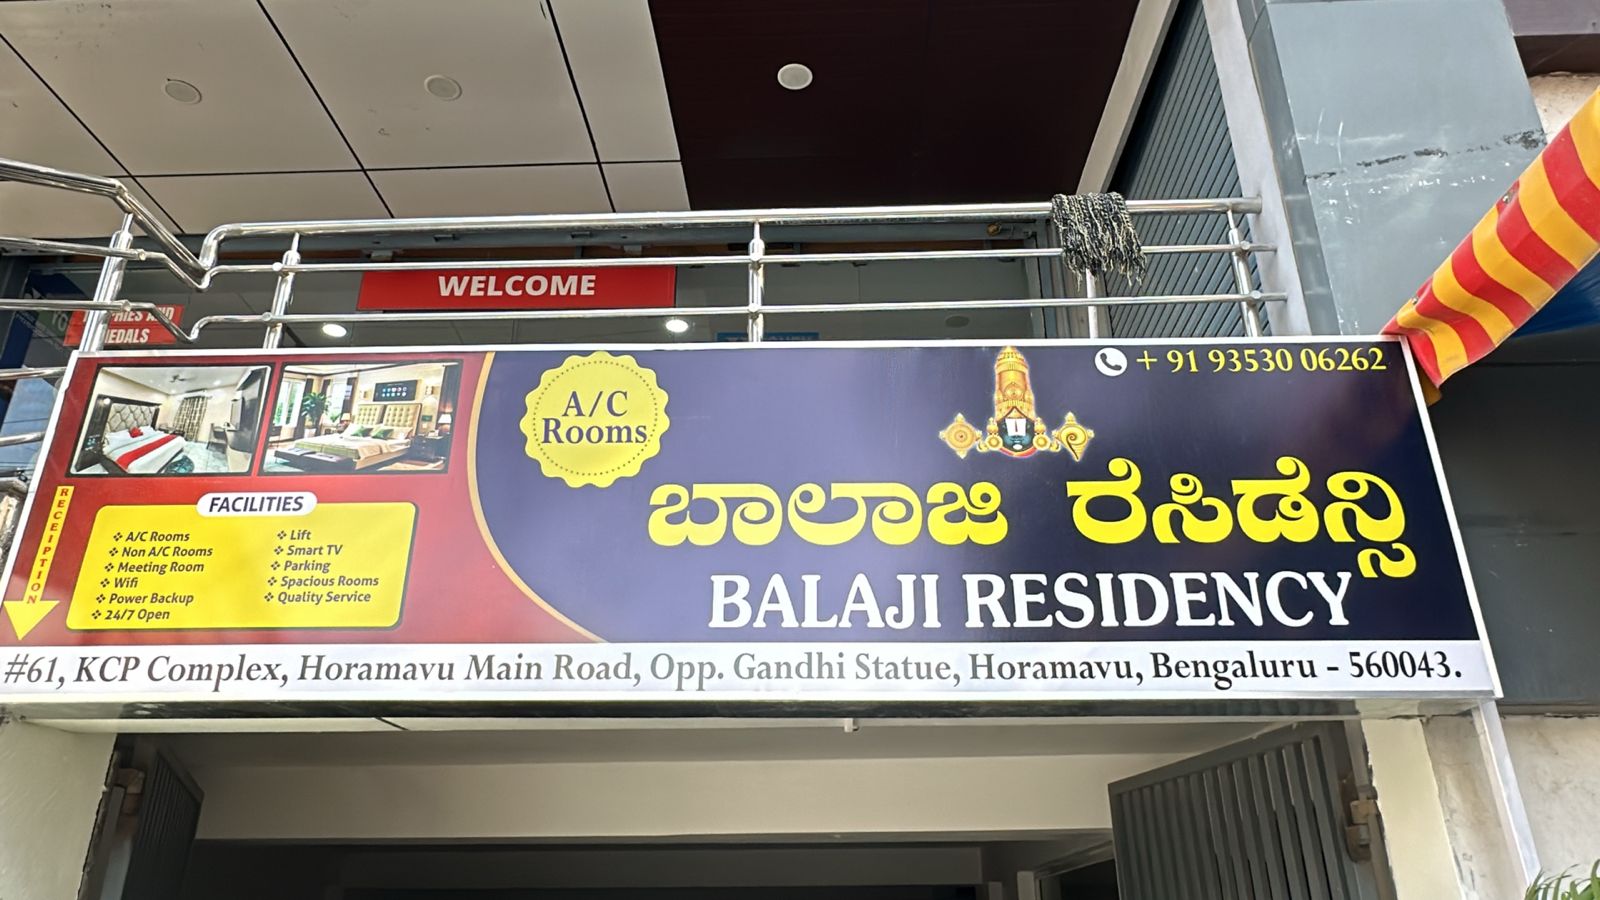 WELCOME
+ 91 9353006262
A/C
Rooms
ಬಾಲಾಜಿ ರೆಸಿಡೆನ್ಸಿ
BALAJI RESIDENCY
RECEIPTION
FACILITIES
❖ A/C Rooms
❖ Non A/C Rooms
❖ Meeting Room
❖ Wifi
❖ Power Backup
❖ 24/7 Open
❖ Lift
❖ Smart TV
❖ Parking
❖ Spacious Rooms
❖ Quality Service
#61, KCP Complex, Horamavu Main Road, Opp. Gandhi Statue, Horamavu, Bengaluru - 560043.